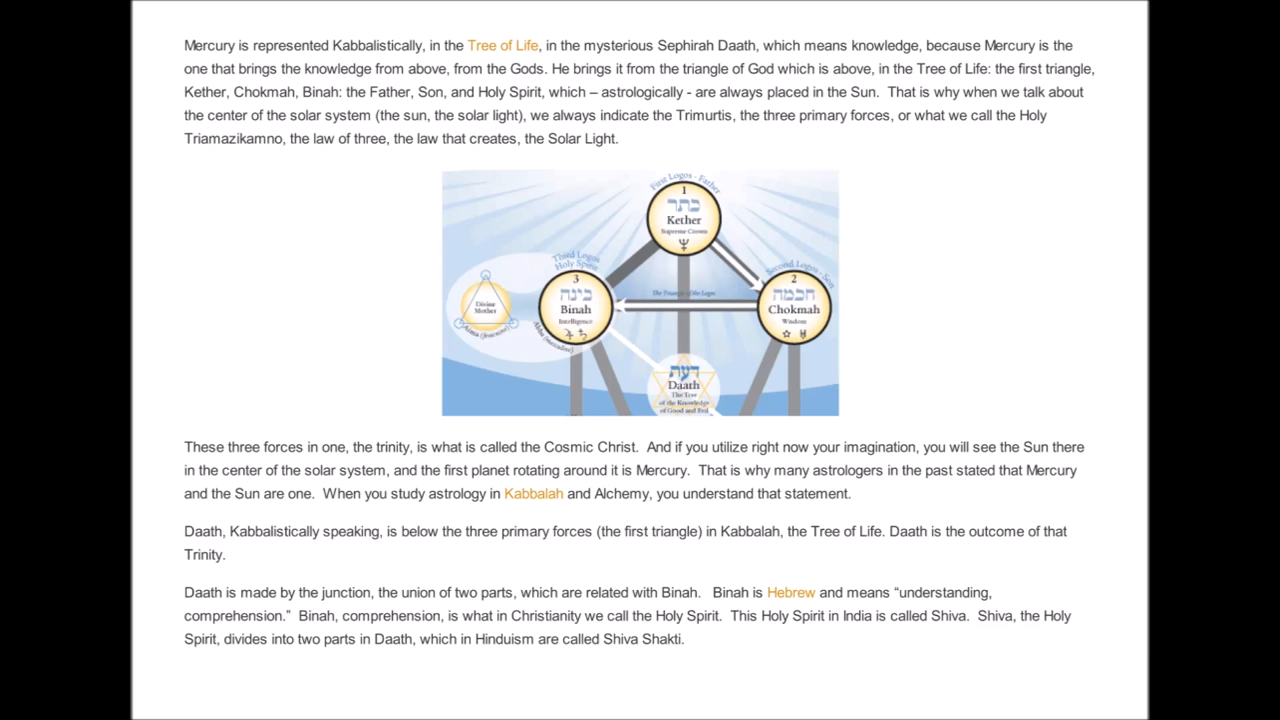 Mercury is represented Kabbalistically, in the Tree of Life, in the mysterious Sephirah Daath, which means knowledge, because Mercury is the
one that brings the knowledge from above, from the Gods. He brings it from the triangle of God which is above, in the Tree of Life: the first triangle,
Kether, Chokmah, Binah: the Father, Son, and Holy Spirit, which – astrologically - are always placed in the Sun. That is why when we talk about
the center of the solar system (the sun, the solar light), we always indicate the Trimurtis, the three primary forces, or what we call the Holy
Triamazikamno, the law of three, the law that creates, the Solar Light.
First Logos - Father
1
כתר
Kether
Supreme Crown
Third Logos
Holy Spirit
3
בינה
Binah
Intelligence
Second Logos - Son
2
חכמה
Chokmah
Wisdom
The Triangle of the Logos
Divine
Mother
Aima (feminine)
Abba (masculine)
דעת
Daath
The Tree
of the Knowledge
of Good and Evil
These three forces in one, the trinity, is what is called the Cosmic Christ. And if you utilize right now your imagination, you will see the Sun there
in the center of the solar system, and the first planet rotating around it is Mercury. That is why many astrologers in the past stated that Mercury
and the Sun are one. When you study astrology in Kabbalah and Alchemy, you understand that statement.
Daath, Kabbalistically speaking, is below the three primary forces (the first triangle) in Kabbalah, the Tree of Life. Daath is the outcome of that
Trinity.
Daath is made by the junction, the union of two parts, which are related with Binah. Binah is Hebrew and means “understanding,
comprehension.” Binah, comprehension, is what in Christianity we call the Holy Spirit. This Holy Spirit in India is called Shiva. Shiva, the Holy
Spirit, divides into two parts in Daath, which in Hinduism are called Shiva Shakti.